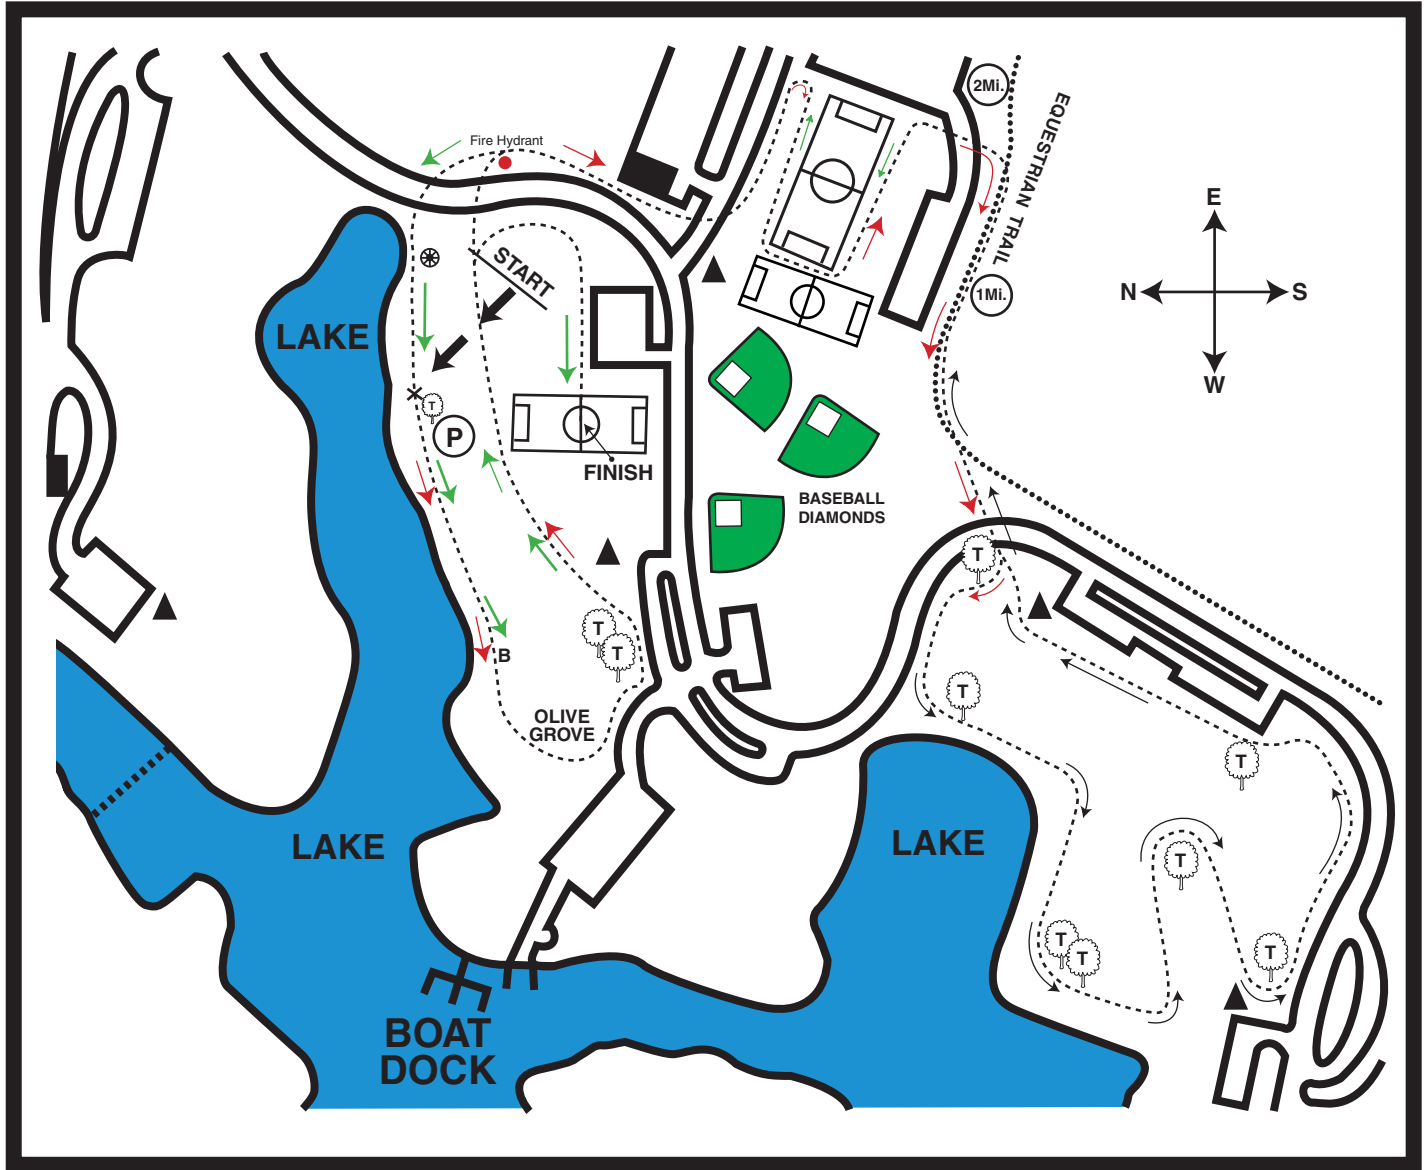 2Mi.
EQUESTRIAN TRAIL
Fire Hydrant
E
N
S
W
START
1Mi.
LAKE
T
P
FINISH
BASEBALL
DIAMONDS
T
T
T
B
T
OLIVE
GROVE
T
LAKE
LAKE
T
T
T
T
BOAT
DOCK